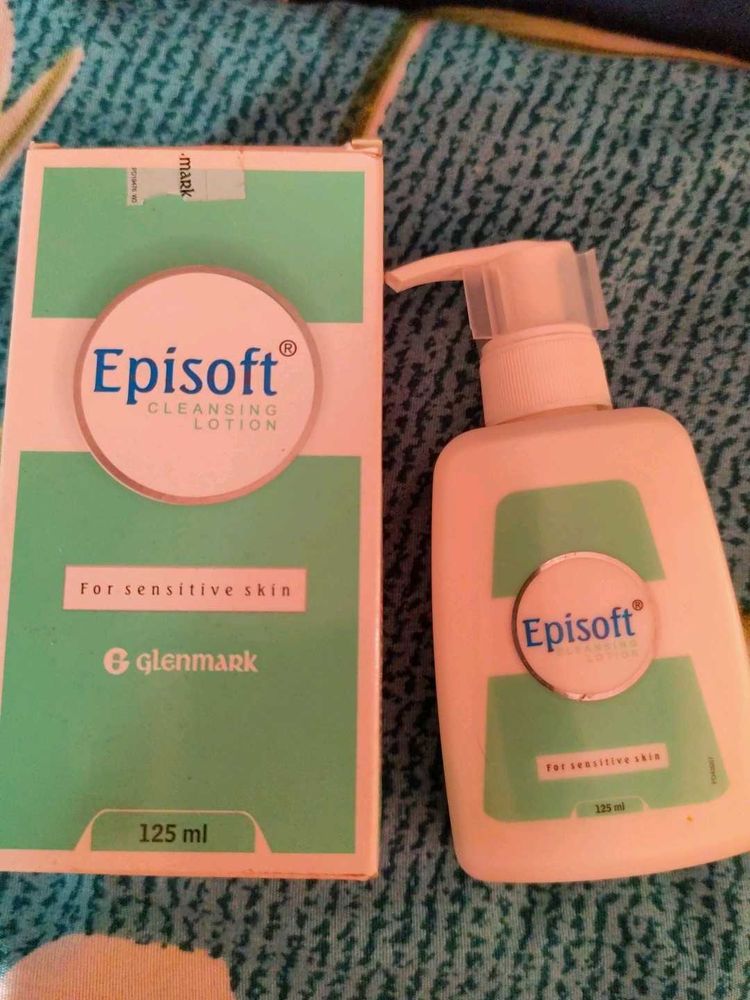 .mark
Episoft®
CLEANSING
LOTION
For sensitive skin
G glenmark
125 ml
Episoft®
CLEANSING
LOTION
For sensitive skin
125 ml